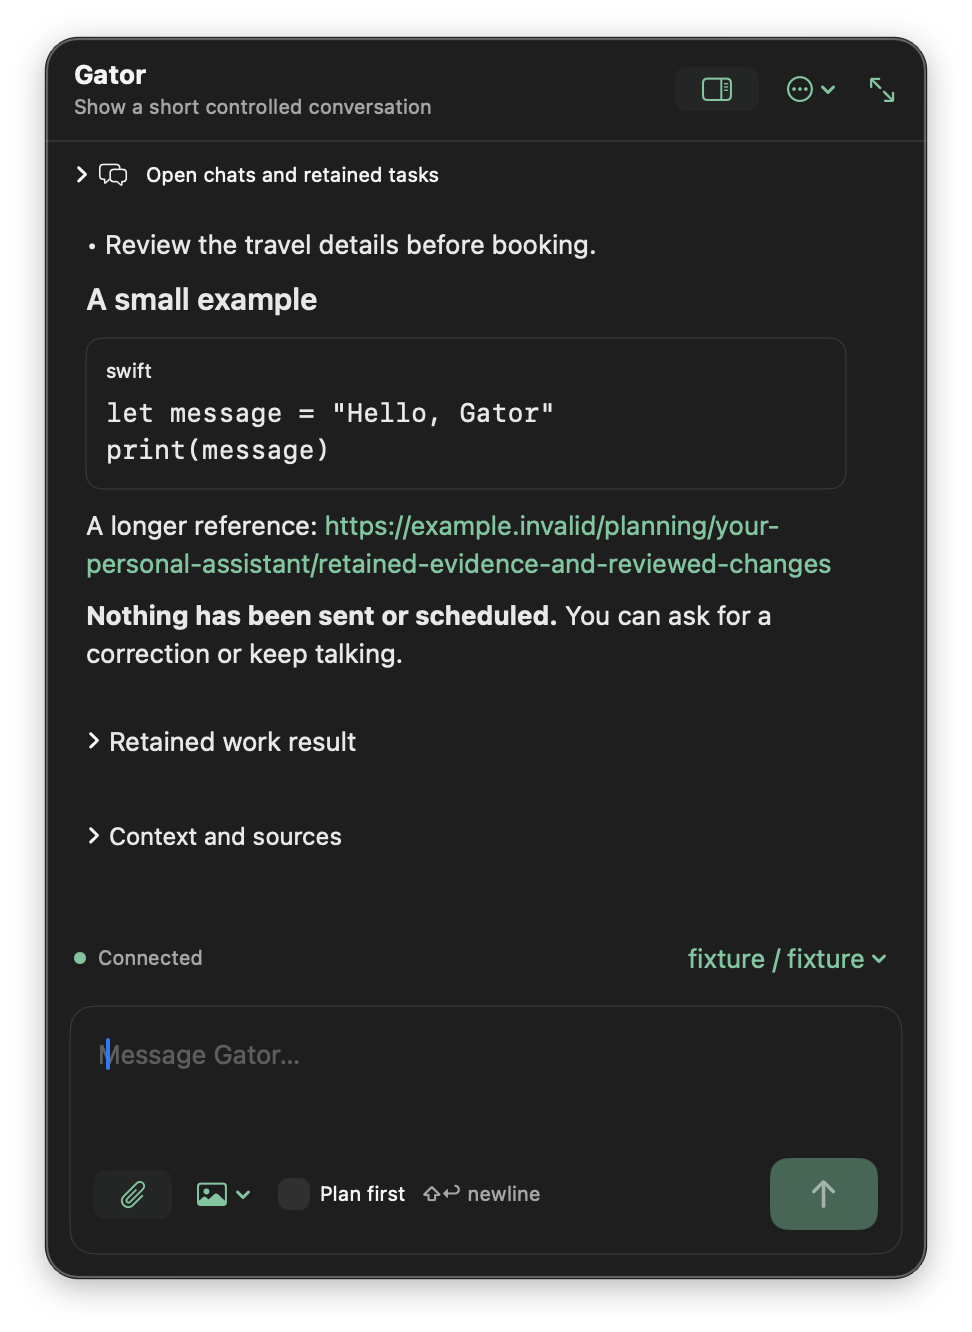 Gator
Show a short controlled conversation
Open chats and retained tasks
• Review the travel details before booking.
A small example
swift
let message = "Hello, Gator"
print(message)
A longer reference: https://example.invalid/planning/your-
personal-assistant/retained-evidence-and-reviewed-changes
Nothing has been sent or scheduled. You can ask for a
correction or keep talking.
Retained work result
Context and sources
Connected
fixture / fixture
Message Gator...
Plan first
⇧↩ newline